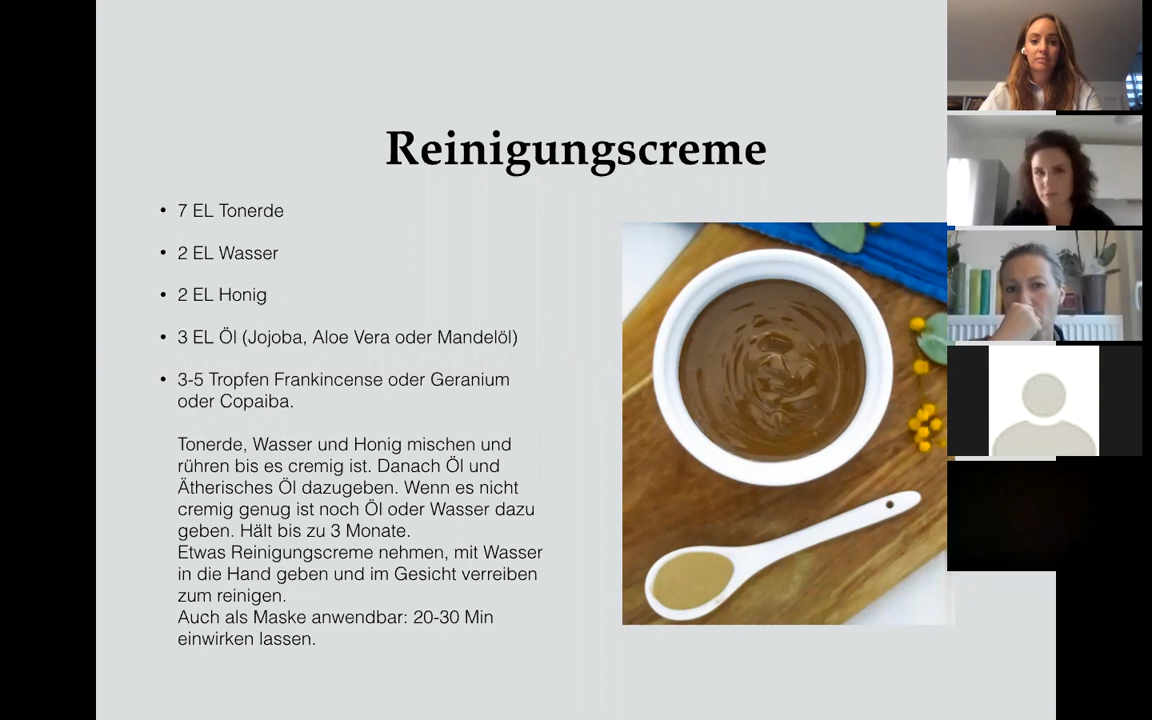 Reinigungscreme
• 7 EL Tonerde
• 2 EL Wasser
• 2 EL Honig
• 3 EL Öl (Jojoba, Aloe Vera oder Mandelöl)
• 3-5 Tropfen Frankincense oder Geranium
oder Copaiba.
Tonerde, Wasser und Honig mischen und
rühren bis es cremig ist. Danach Öl und
Ätherisches Öl dazugeben. Wenn es nicht
cremig genug ist noch Öl oder Wasser dazu
geben. Hält bis zu 3 Monate.
Etwas Reinigungscreme nehmen, mit Wasser
in die Hand geben und im Gesicht verreiben
zum reinigen.
Auch als Maske anwendbar: 20-30 Min
einwirken lassen.